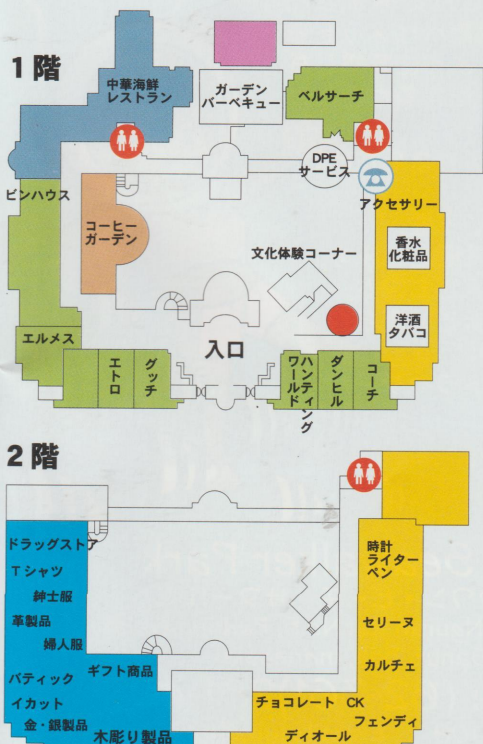 1階
中華海鮮
レストラン
ガーデン
バーベキュー
ベルサーチ
DPE
サービス
ビンハウス
アクセサリー
コーヒー
ガーデン
香水
化粧品
文化体験コーナー
洋酒
タバコ
エルメス
入口
エトロ
グッチ
ハンティング
ワールド
ダンヒル
コーチ
2階
ドラッグストア
Tシャツ
紳士服
革製品
婦人服
ギフト商品
バティック
イカット
金・銀製品
木彫り製品
時計
ライター
ペン
セリーヌ
カルチェ
チョコレート CK
フェンディ
ディオール